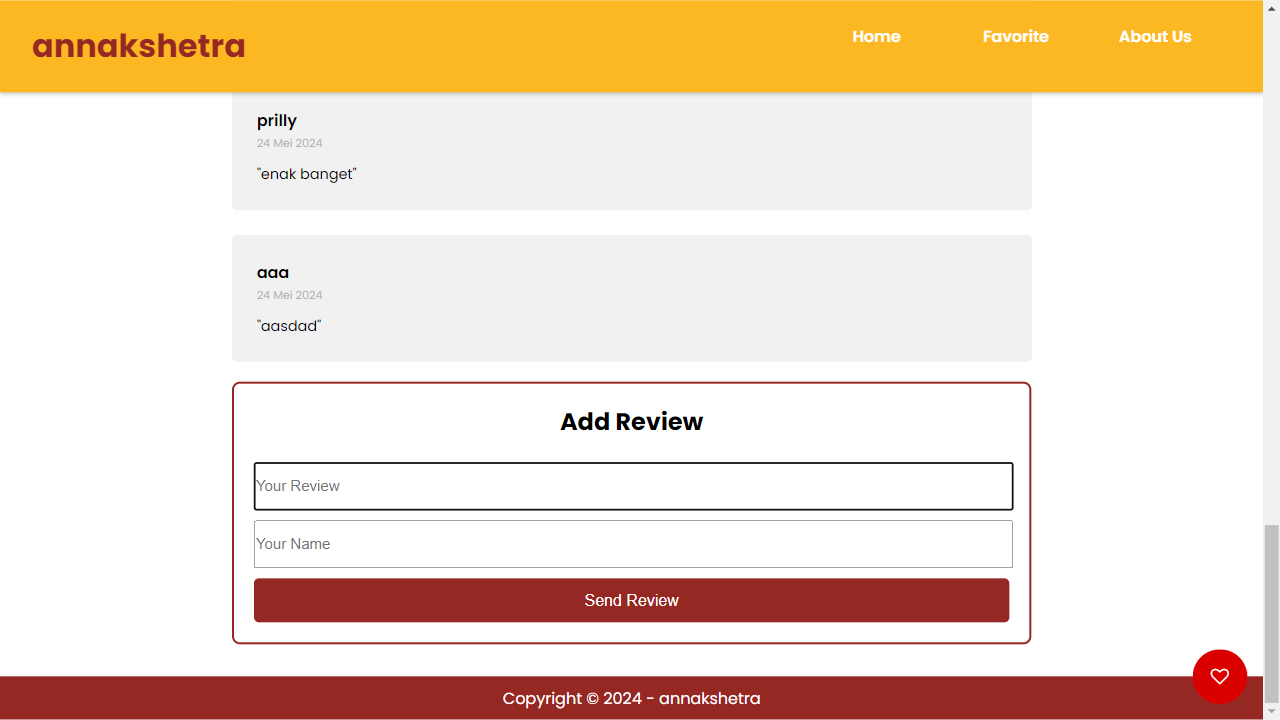 annakshetra
Home Favorite About Us
prilly
24 Mei 2024
"enak banget"
aaa
24 Mei 2024
"aasdad"
Add Review
Your Review
Your Name
Send Review
Copyright © 2024 - annakshetra